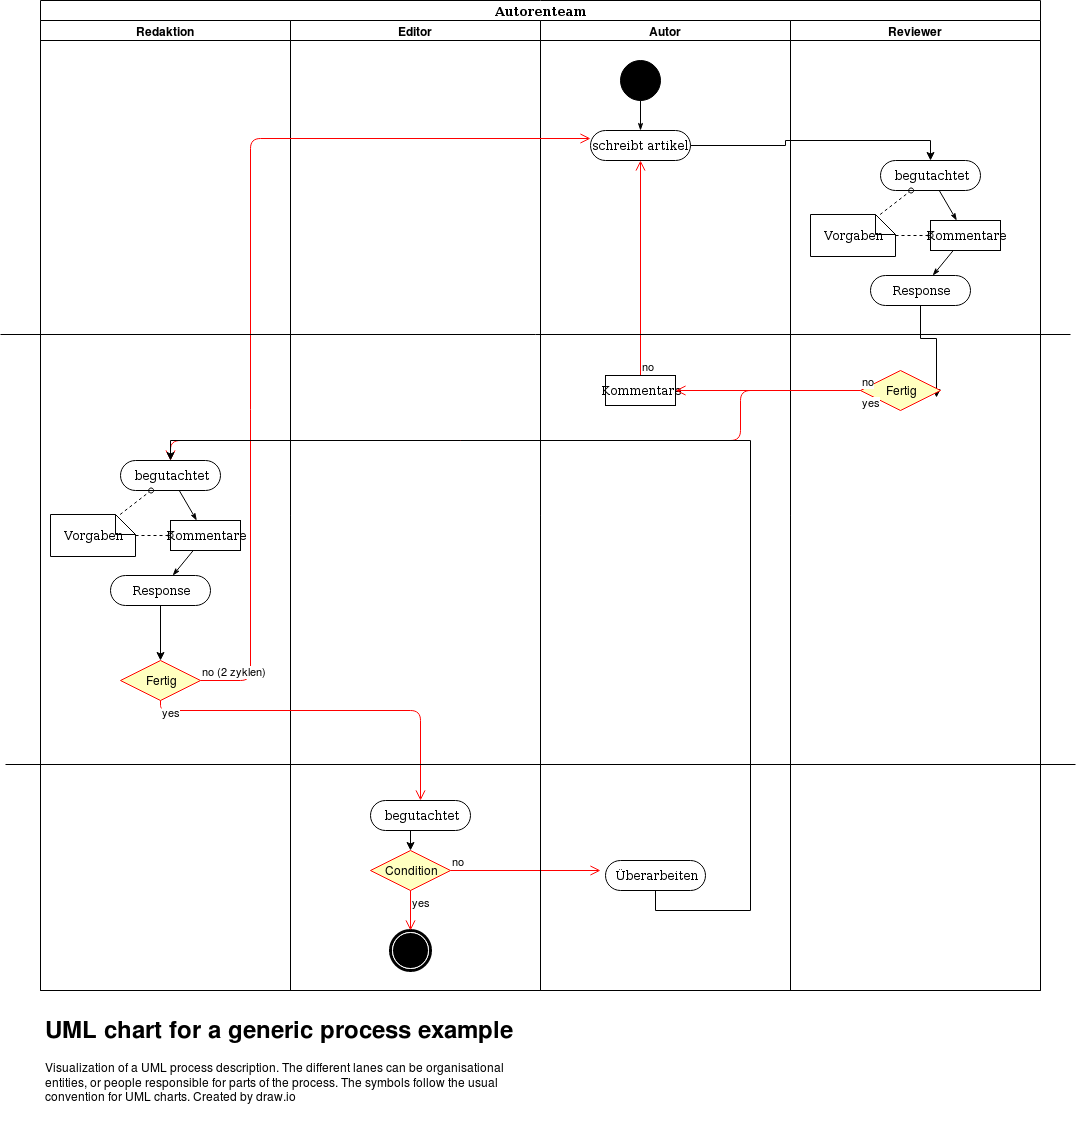 Autorenteam
Redaktion
Editor
Autor
Reviewer
schreibt artikel
begutachtet
Vorgaben
Kommentare
Response
no
Kommentare
no
Fertig
yes
begutachtet
Vorgaben
Kommentare
Response
no (2 zyklen)
Fertig
yes
begutachtet
no
Condition
Überarbeiten
yes
UML chart for a generic process example
Visualization of a UML process description. The different lanes can be organisational
entities, or people responsible for parts of the process. The symbols follow the usual
convention for UML charts. Created by draw.io